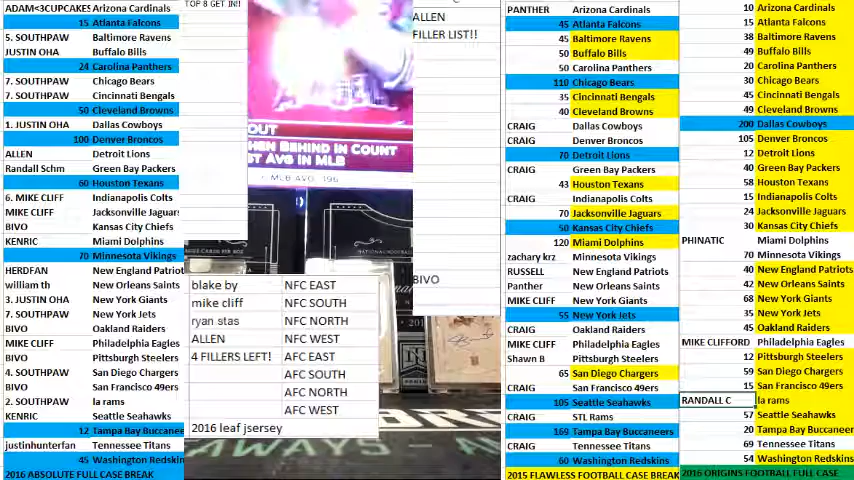 ADAM<3CUPCAKES Arizona Cardinals
15 Atlanta Falcons
5. SOUTHPAW Baltimore Ravens
JUSTIN OHA Buffalo Bills
24 Carolina Panthers
7. SOUTHPAW Chicago Bears
7. SOUTHPAW Cincinnati Bengals
50 Cleveland Browns
1. JUSTIN OHA Dallas Cowboys
100 Denver Broncos
ALLEN Detroit Lions
Randall Schm Green Bay Packers
60 Houston Texans
6. MIKE CLIFF Indianapolis Colts
MIKE CLIFF Jacksonville Jaguars
BIVO Kansas City Chiefs
KENRIC Miami Dolphins
70 Minnesota Vikings
HERDFAN New England Patriot
william th New Orleans Saints
3. JUSTIN OHA New York Giants
7. SOUTHPAW New York Jets
BIVO Oakland Raiders
MIKE CLIFF Philadelphia Eagles
BIVO Pittsburgh Steelers
4. SOUTHPAW San Diego Chargers
BIVO San Francisco 49ers
2. SOUTHPAW la rams
KENRIC Seattle Seahawks
12 Tampa Bay Buccaneer
justinhunterfan Tennessee Titans
45 Washington Redskin
2016 ABSOLUTE FULL CASE BREAK
TOP 8 GET IN!!
OUT
HEN BEHIND IN COUNT
ST AVG IN MLB
MLB AVG .196
blake by NFC EAST
mike cliff NFC SOUTH
ryan stas NFC NORTH
ALLEN NFC WEST
4 FILLERS LEFT! AFC EAST
AFC SOUTH
AFC NORTH
AFC WEST
2016 leaf jsersey
AWAYS
ALLEN
FILLER LIST!!
BIVO
PANTHER Arizona Cardinals
45 Atlanta Falcons
45 Baltimore Ravens
50 Buffalo Bills
50 Carolina Panthers
110 Chicago Bears
35 Cincinnati Bengals
40 Cleveland Browns
CRAIG Dallas Cowboys
CRAIG Denver Broncos
70 Detroit Lions
CRAIG Green Bay Packers
43 Houston Texans
CRAIG Indianapolis Colts
70 Jacksonville Jaguars
50 Kansas City Chiefs
120 Miami Dolphins
zachary krz Minnesota Vikings
RUSSELL New England Patriots
Panther New Orleans Saints
MIKE CLIFF New York Giants
55 New York Jets
CRAIG Oakland Raiders
MIKE CLIFF Philadelphia Eagles
Shawn B Pittsburgh Steelers
65 San Diego Chargers
CRAIG San Francisco 49ers
105 Seattle Seahawks
CRAIG STL Rams
169 Tampa Bay Buccaneers
CRAIG Tennessee Titans
60 Washington Redskins
2015 FLAWLESS FOOTBALL CASE BREAK
10 Arizona Cardinals
15 Atlanta Falcons
38 Baltimore Ravens
49 Buffalo Bills
20 Carolina Panthers
30 Chicago Bears
45 Cincinnati Bengals
49 Cleveland Browns
200 Dallas Cowboys
105 Denver Broncos
12 Detroit Lions
40 Green Bay Packers
58 Houston Texans
15 Indianapolis Colts
24 Jacksonville Jaguars
30 Kansas City Chiefs
PHINATIC Miami Dolphins
70 Minnesota Vikings
40 New England Patriots
42 New Orleans Saints
68 New York Giants
35 New York Jets
45 Oakland Raiders
MIKE CLIFFORD Philadelphia Eagles
12 Pittsburgh Steelers
59 San Diego Chargers
15 San Francisco 49ers
RANDALL C la rams
57 Seattle Seahawks
20 Tampa Bay Buccaneer
69 Tennessee Titans
54 Washington Redskins
2016 ORIGINS FOOTBALL FULL CASE